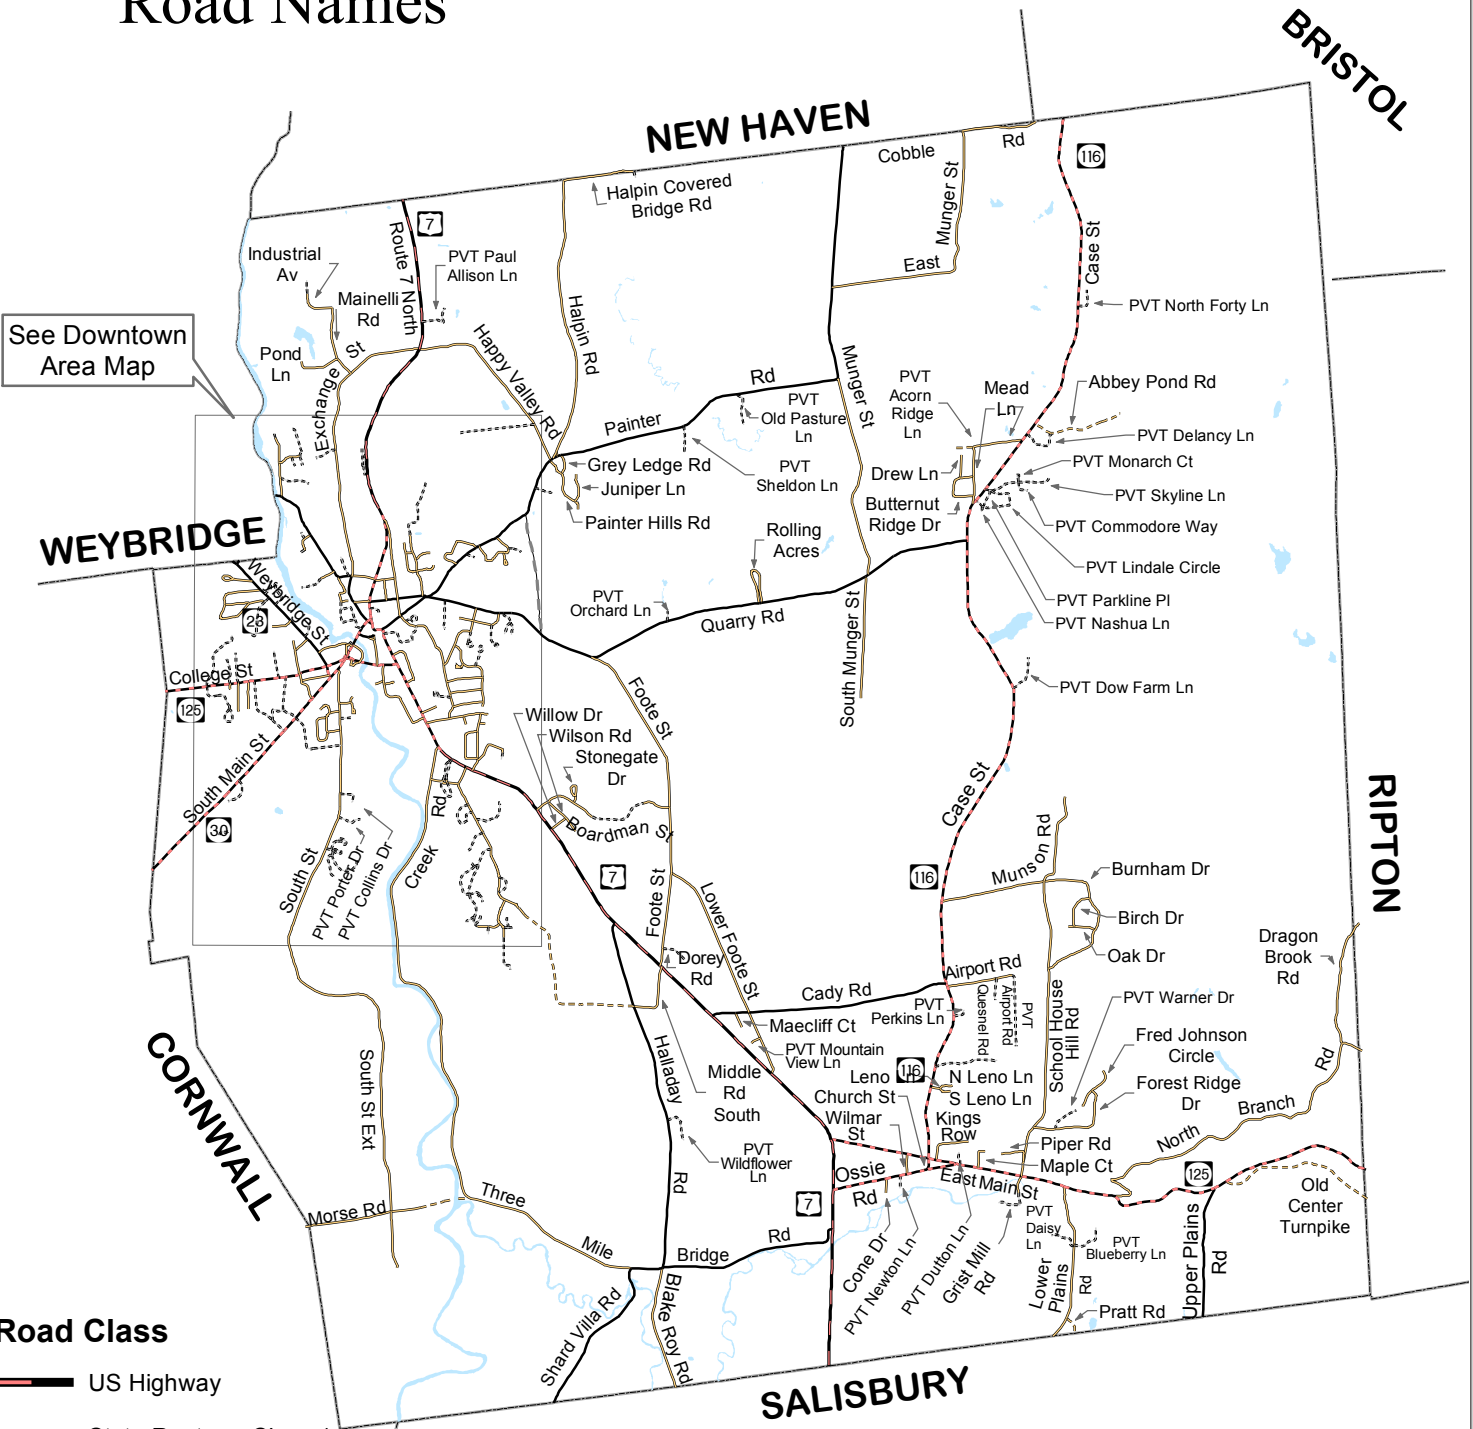 Road Names
BRISTOL
NEW HAVEN
Cobble
Rd
116
Halpin Covered
Bridge Rd
Munger St
East
Case St
7
Route 7 North
Industrial
Av
PVT Paul
Allison Ln
Mainelli
Rd
PVT North Forty Ln
See Downtown
Area Map
Pond
Ln
Exchange
St
Happy Valley Rd
Halpin Rd
Munger St
Painter
Rd
PVT
Old Pasture
Ln
PVT
Acorn
Ridge
Ln
Mead
Ln
Abbey Pond Rd
PVT Delancy Ln
Grey Ledge Rd
Juniper Ln
Painter Hills Rd
PVT
Sheldon Ln
Drew Ln
Butternut
Ridge Dr
PVT Monarch Ct
PVT Skyline Ln
PVT Commodore Way
Rolling
Acres
WEYBRIDGE
PVT Lindale Circle
PVT Parkline Pl
PVT Nashua Ln
Weybridge St
23
PVT
Orchard Ln
Quarry Rd
South Munger St
College St
125
PVT Dow Farm Ln
Foote St
Willow Dr
Wilson Rd
Stonegate
Dr
South Main St
30
Boardman St
Case St
RIPTON
Rd
Creek
South St
PVT Porter Dr
PVT Collins Dr
7
Foote St
Lower Foote St
116
Munson Rd
Burnham Dr
Birch Dr
Oak Dr
Dragon
Brook
Rd
Dorey
Rd
Cady Rd
Airport Rd
PVT
Perkins Ln
Quesnel Rd
PVT
Airport Rd
School House
Hill Rd
PVT Warner Dr
Maecliff Ct
PVT Mountain
View Ln
Fred Johnson
Circle
Forest Ridge
Dr
CORNWALL
South St Ext
Halladay
Rd
Middle
Rd
South
Leno Ln
116
N Leno Ln
S Leno Ln
Church St
Wilmar
St
Kings
Row
Piper Rd
Maple Ct
North
Branch
Rd
PVT
Wildflower
Ln
Ossie
Rd
East Main St
125
Old
Center
Turnpike
7
Morse Rd
Three
Mile
Bridge
Rd
Cone Dr
PVT Newton Ln
PVT Dutton Ln
Grist Mill
Rd
PVT
Daisy
Ln
PVT
Blueberry Ln
Lower
Plains
Rd
Upper Plains
Rd
Pratt Rd
Shard Villa Rd
Blake Roy Rd
SALISBURY
Road Class
US Highway